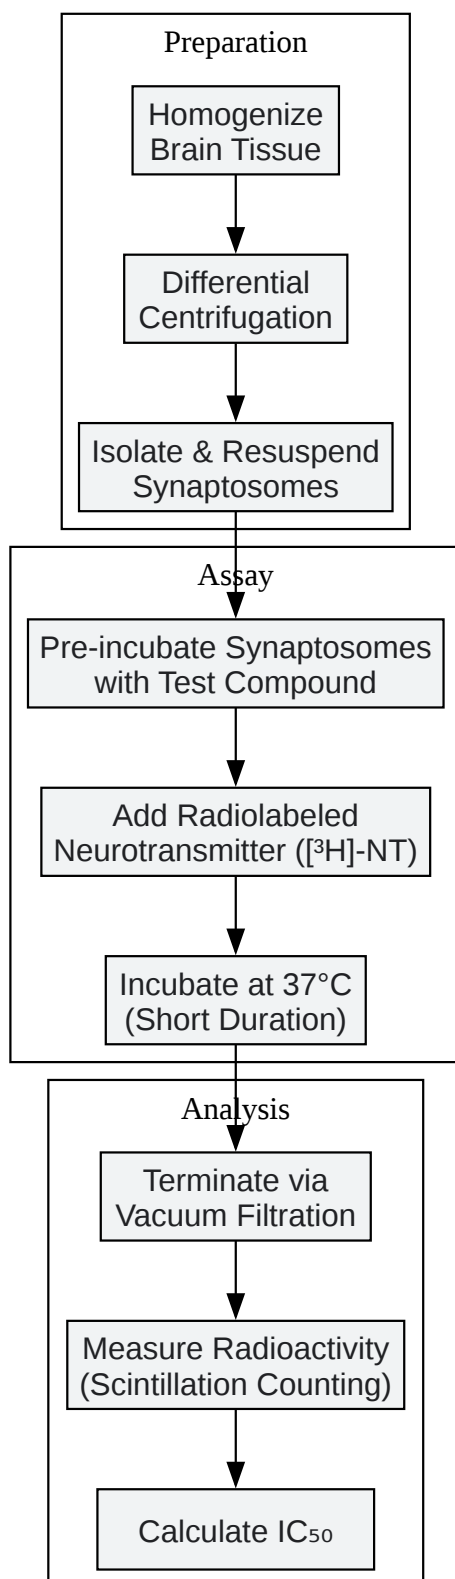 Preparation
Homogenize
Brain Tissue
Differential
Centrifugation
Isolate & Resuspend
Synaptosomes
Assay
Pre-incubate Synaptosomes
with Test Compound
Add Radiolabeled
Neurotransmitter ([³H]-NT)
Incubate at 37°C
(Short Duration)
Analysis
Terminate via
Vacuum Filtration
Measure Radioactivity
(Scintillation Counting)
Calculate IC₅₀